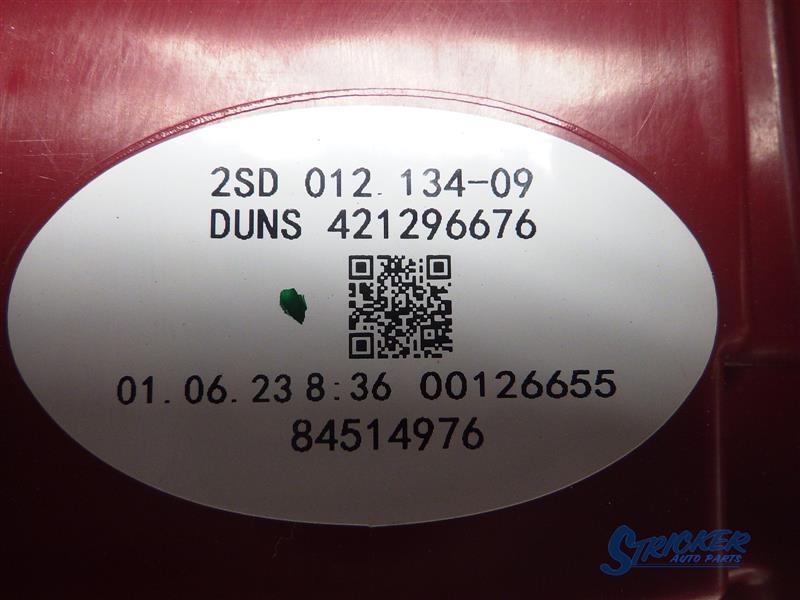 2SD 012.134-09
DUNS 421296676
01.06.23 8:36 00126655
84514976
STRICKER
AUTO PARTS